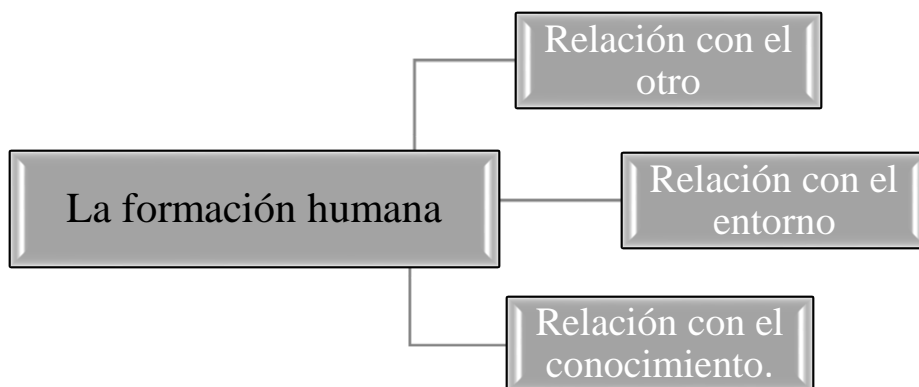 Relación con el
otro
La formación humana
Relación con el
entorno
Relación con el
conocimiento.